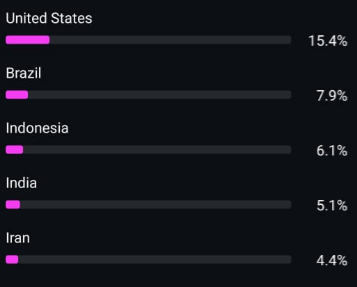 United States
15.4%
Brazil
7.9%
Indonesia
6.1%
India
5.1%
Iran
4.4%